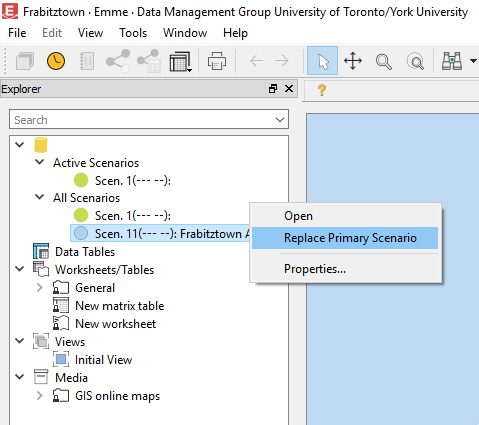 Frabitztown · Emme - Data Management Group University of Toronto/York University
File Edit View Tools Help
Explorer
Search
Active Scenarios
Scen. 1(--- --):
All Scenarios
Scen. 1(--- --):
Scen. 11(--- --): Frabitztown A
Open
Replace Primary Scenario
Properties...
Data Tables
Worksheets/Tables
General
New matrix table
New worksheet
Views
Initial View
Media
GIS online maps